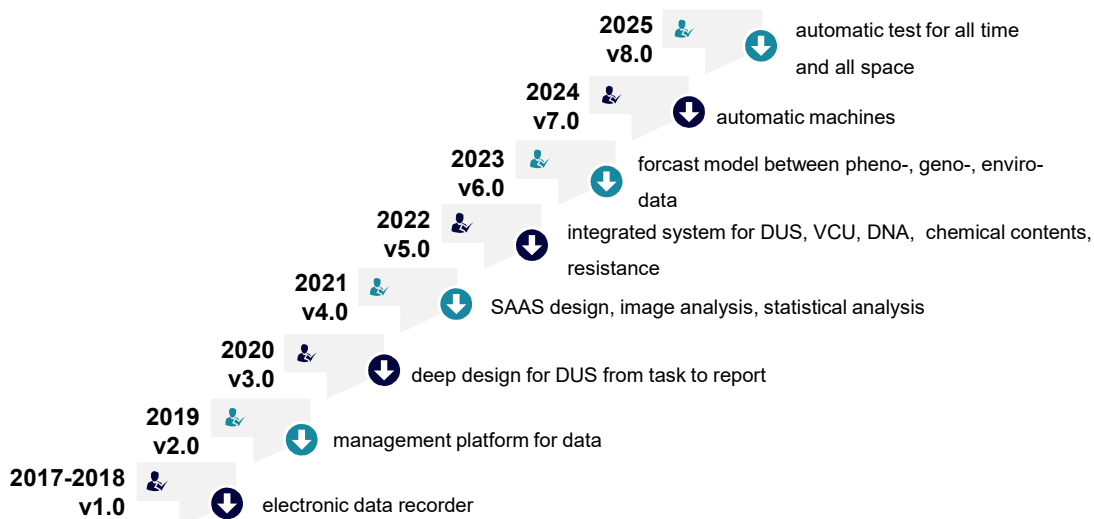 2025
v8.0
automatic test for all time
and all space
2024
v7.0
automatic machines
2023
v6.0
forcast model between pheno-, geno-, enviro-
data
2022
v5.0
integrated system for DUS, VCU, DNA, chemical contents,
resistance
2021
v4.0
SAAS design, image analysis, statistical analysis
2020
v3.0
deep design for DUS from task to report
2019
v2.0
management platform for data
2017-2018
v1.0
electronic data recorder